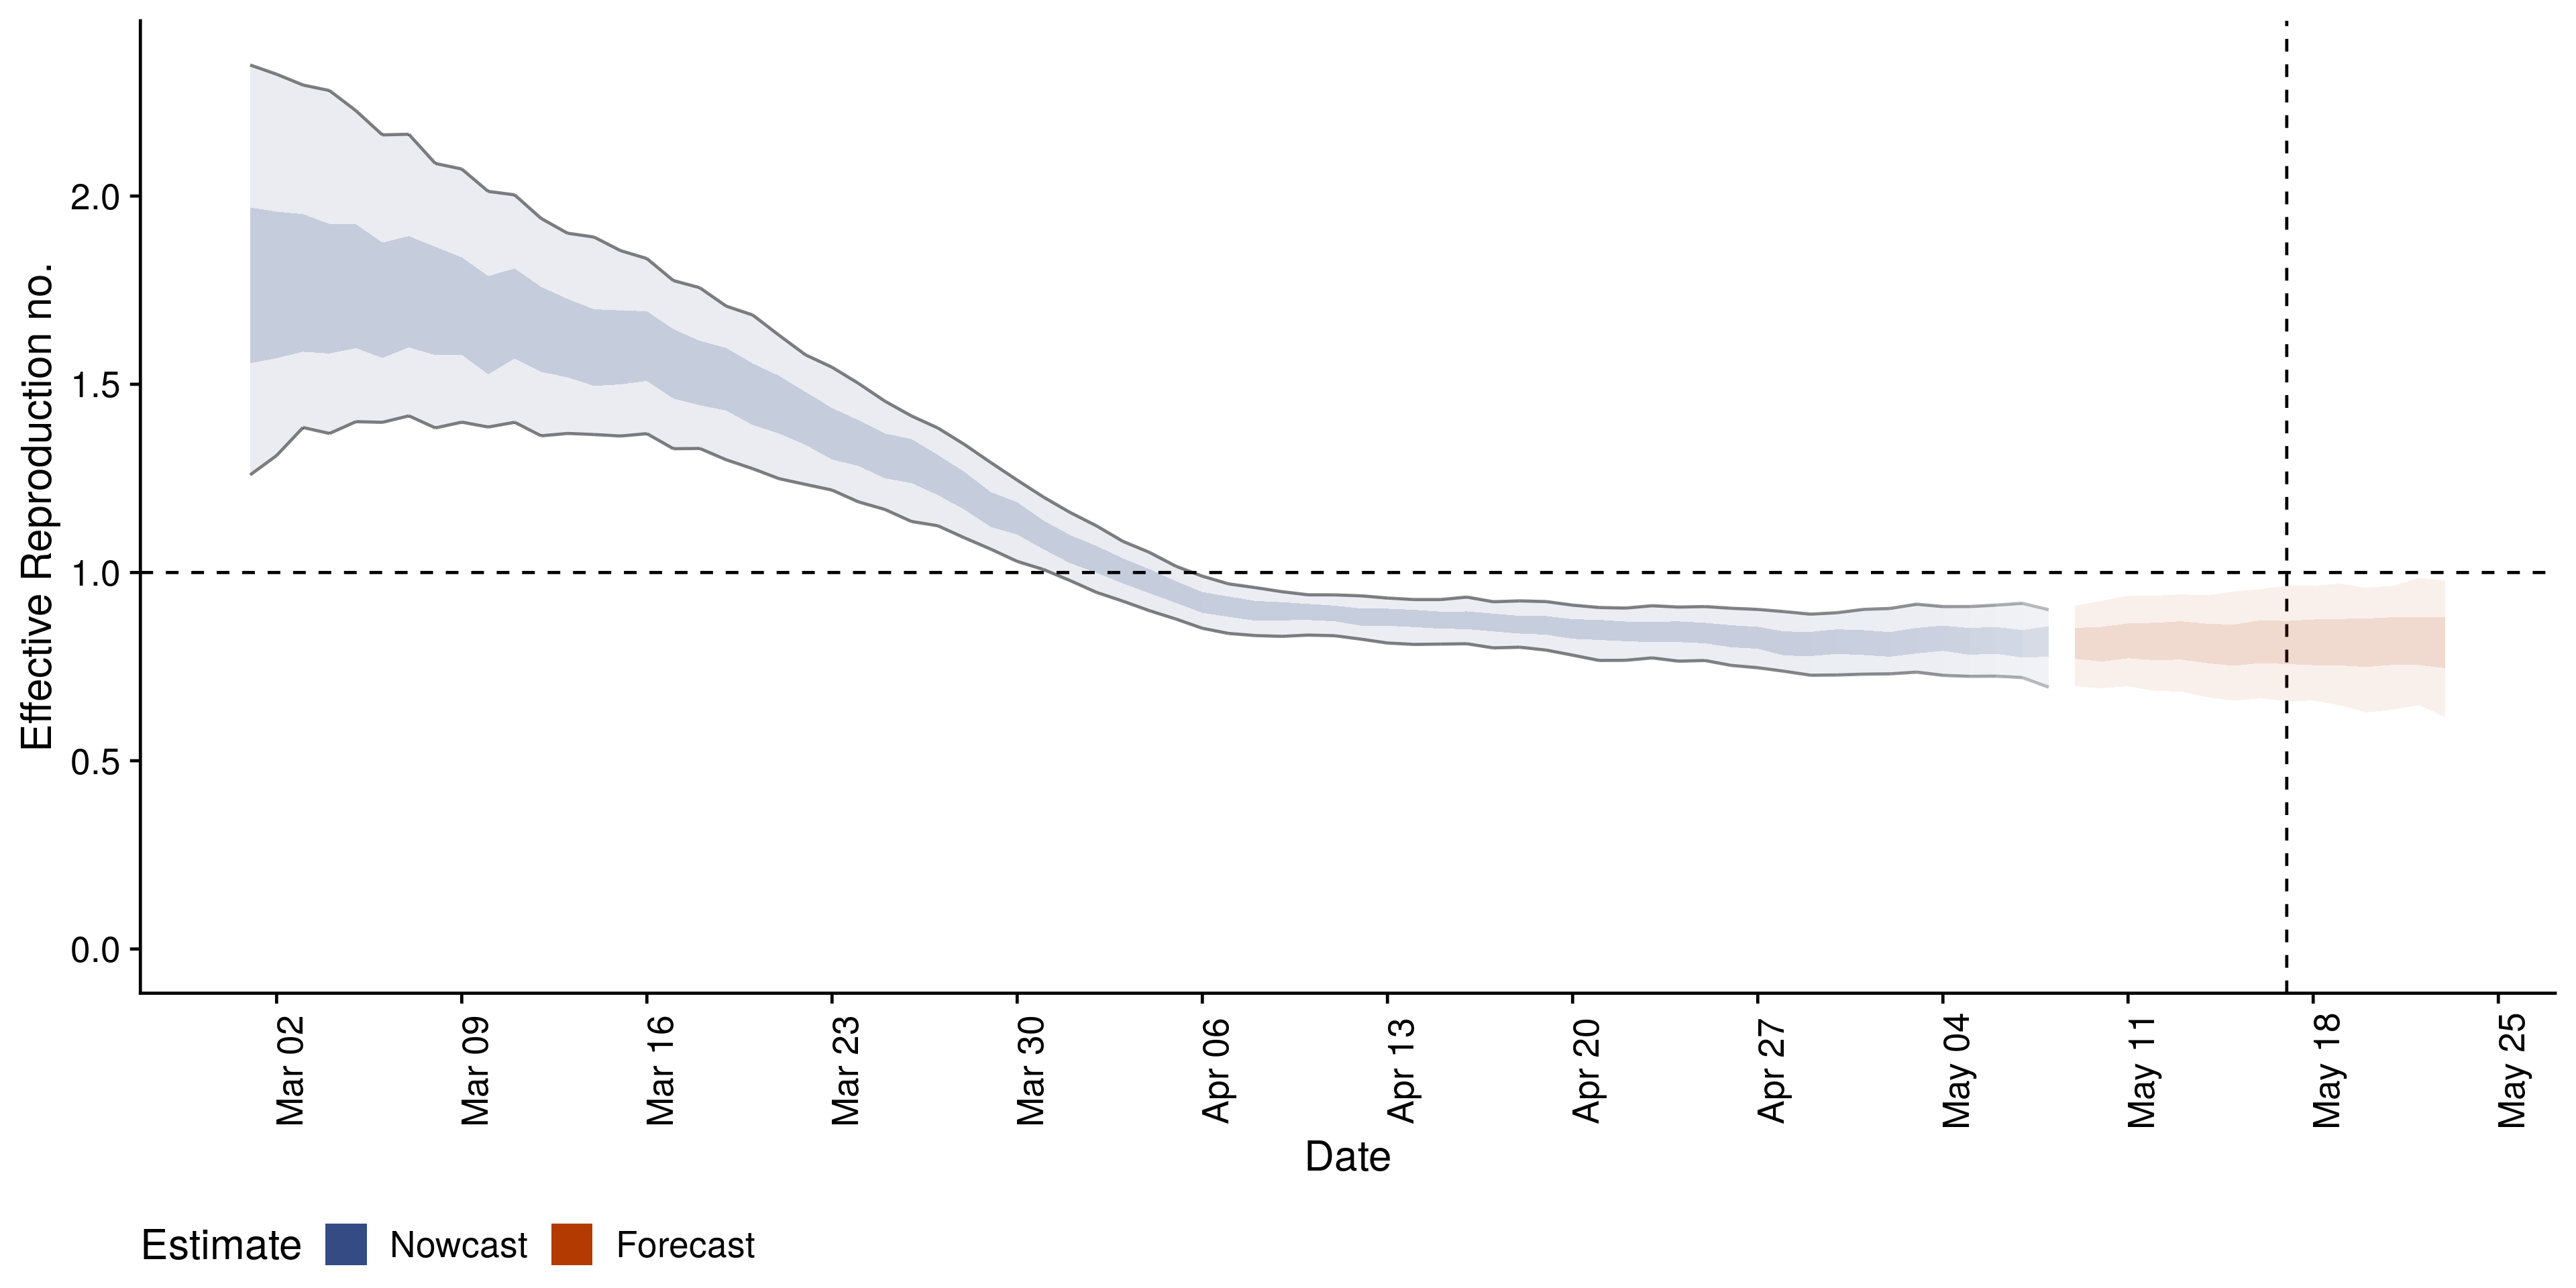 Effective Reproduction no.
2.0
1.5
1.0
0.5
0.0
Mar 02
Mar 09
Mar 16
Mar 23
Mar 30
Apr 06
Apr 13
Apr 20
Apr 27
May 04
May 11
May 18
May 25
Date
Estimate Nowcast Forecast